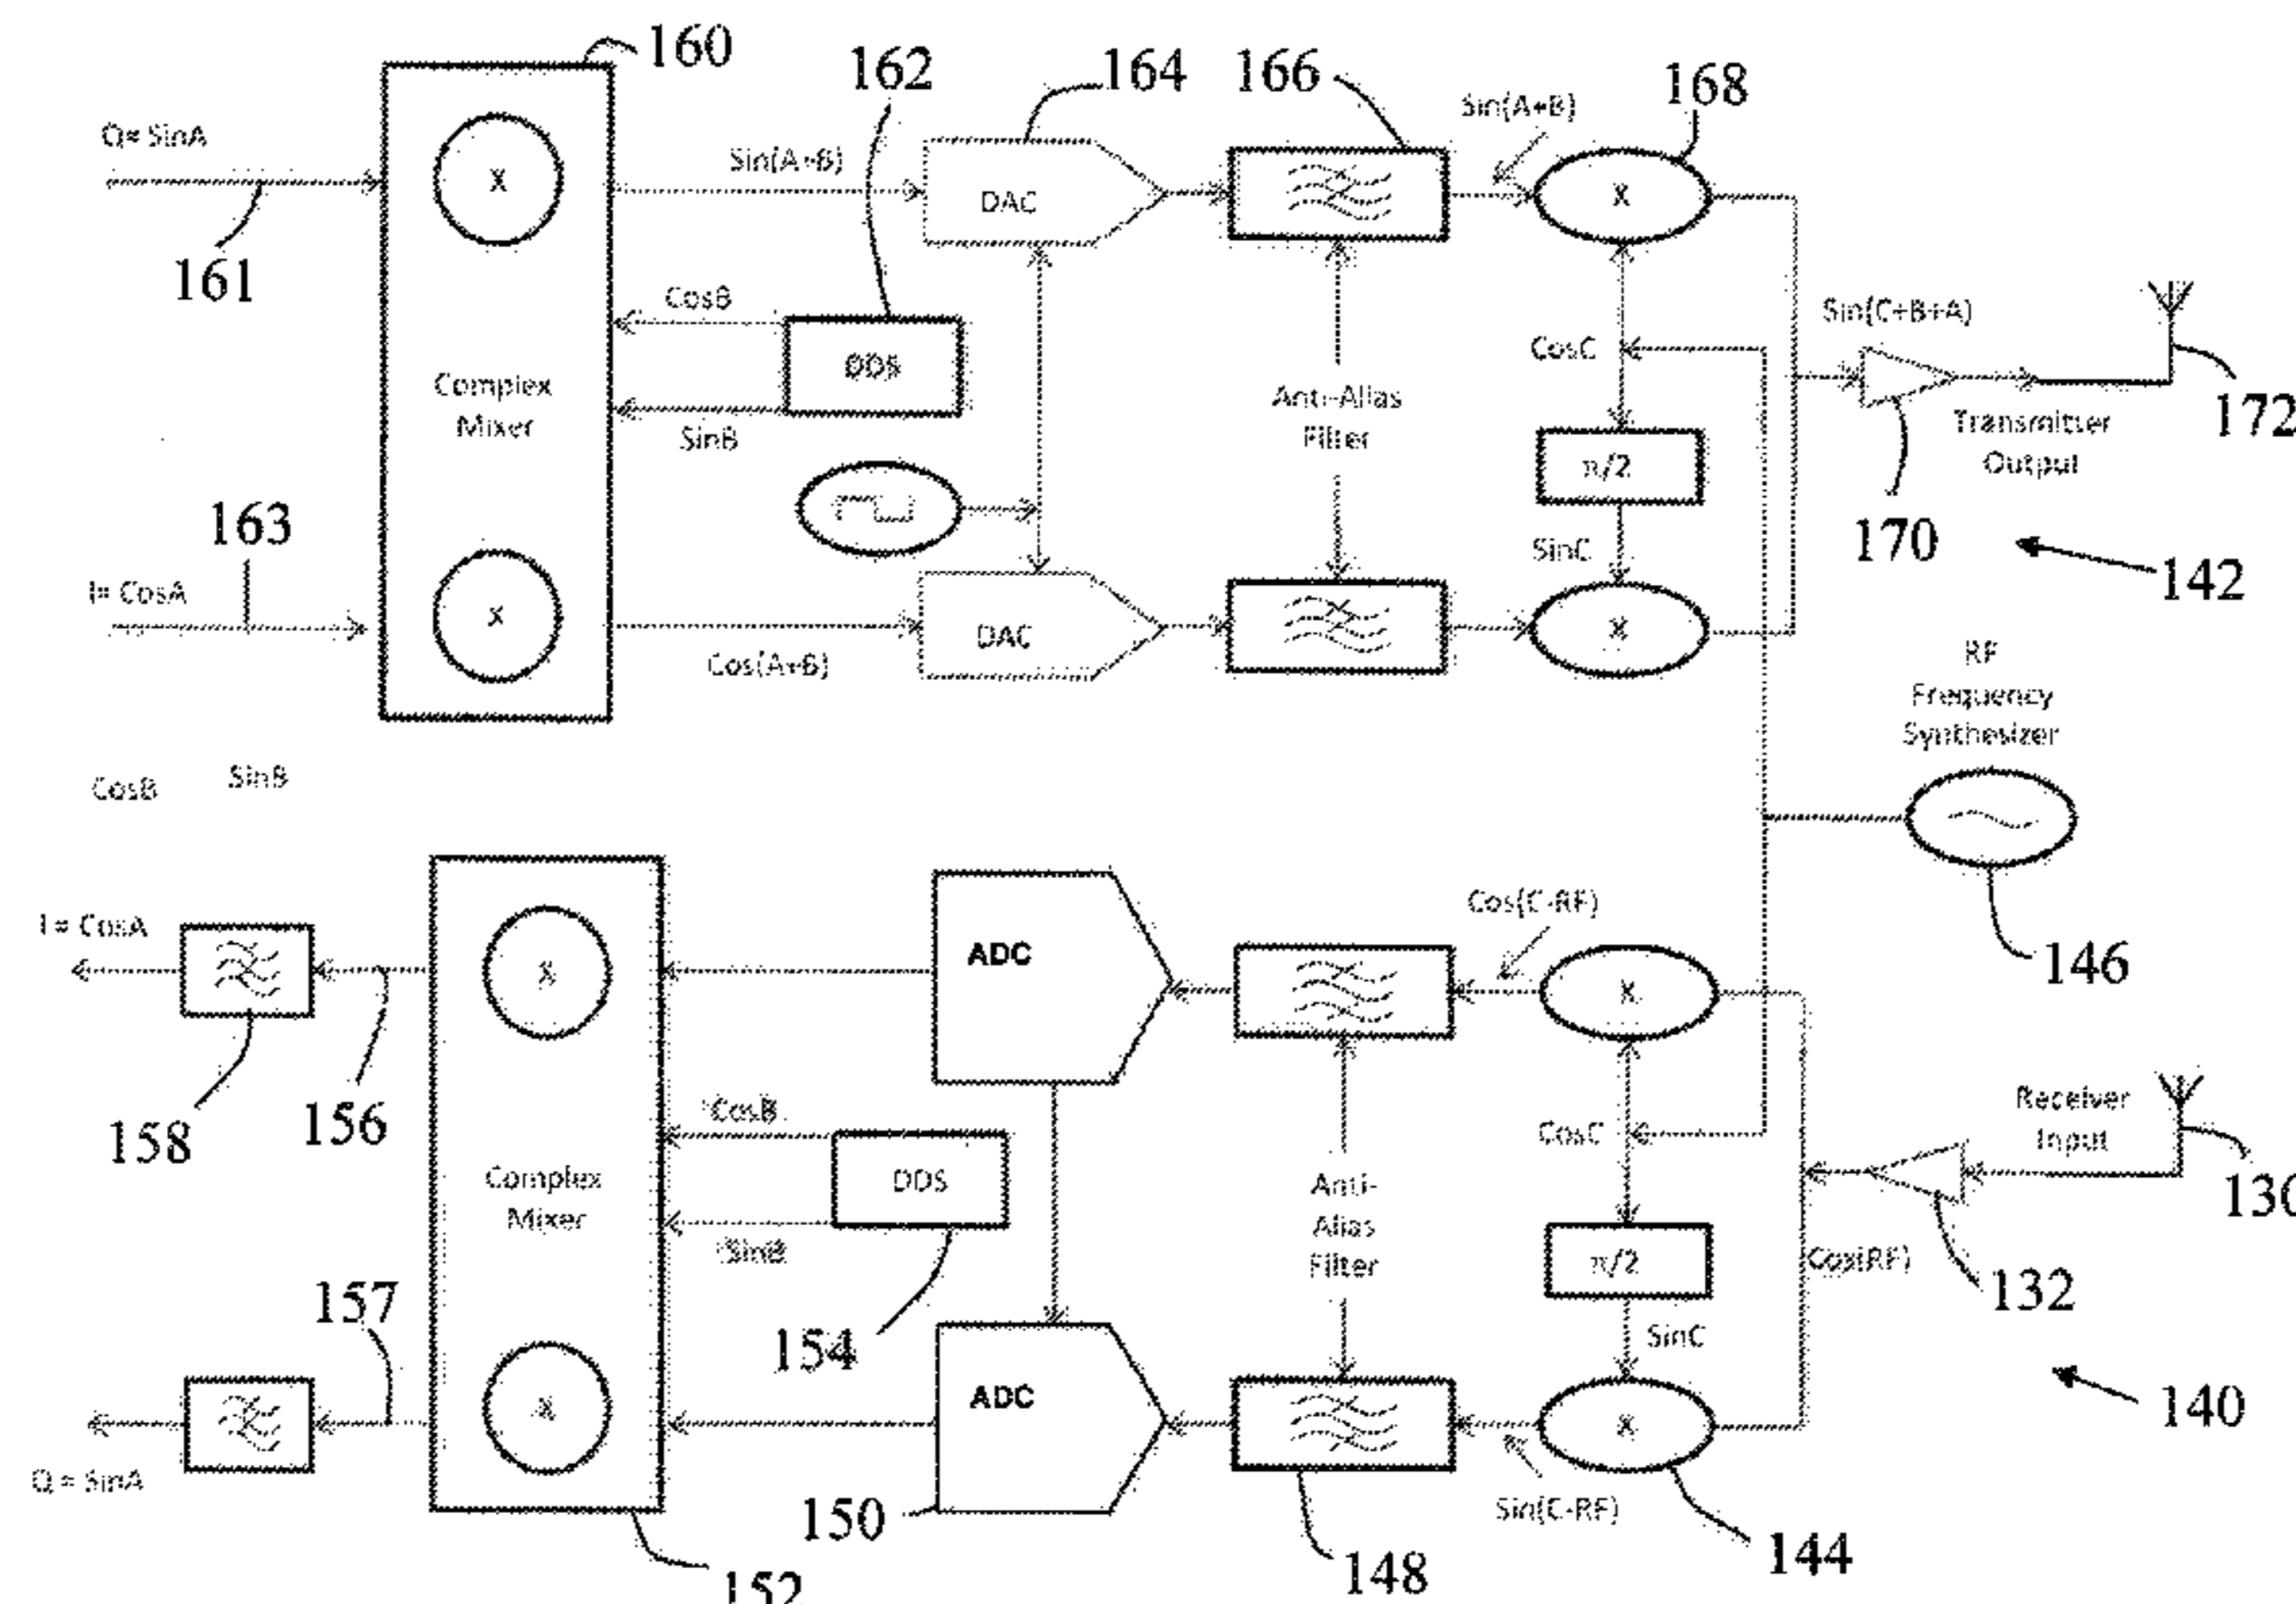 160
162
164
166
168
Q= SinA
Sin(A+B)
Sin(A+B)
X
DAC
X
161
CosB
DDS
SinB
Complex
Mixer
CosC
Anti-Alias
Filter
Sin(C+B+A)
172
Transmitter
Output
π/2
163
170
142
SinC
I= CosA
X
DAC
X
Cos(A+B)
RF
Frequency
Synthesizer
CosB
SinB
146
I = CosA
X
ADC
Cos(C-RF)
X
158
156
CosB
DDS
SinB
Complex
Mixer
CosC
Anti-
Alias
Filter
Receiver
Input
130
π/2
Cos(RF)
132
157
154
SinC
140
Q = SinA
X
ADC
X
150
Sin(C-RF)
152
148
144